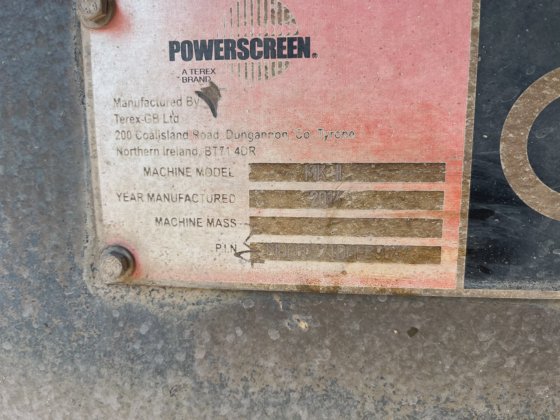 POWERSCREEN®
A TEREX
BRAND
Manufactured By
Terex GB Ltd
200 Coalisland Road, Dungannon, Co. Tyrone,
Northern Ireland, BT71 4DR
MACHINE MODEL
YEAR MANUFACTURED
MACHINE MASS
P.I.N.